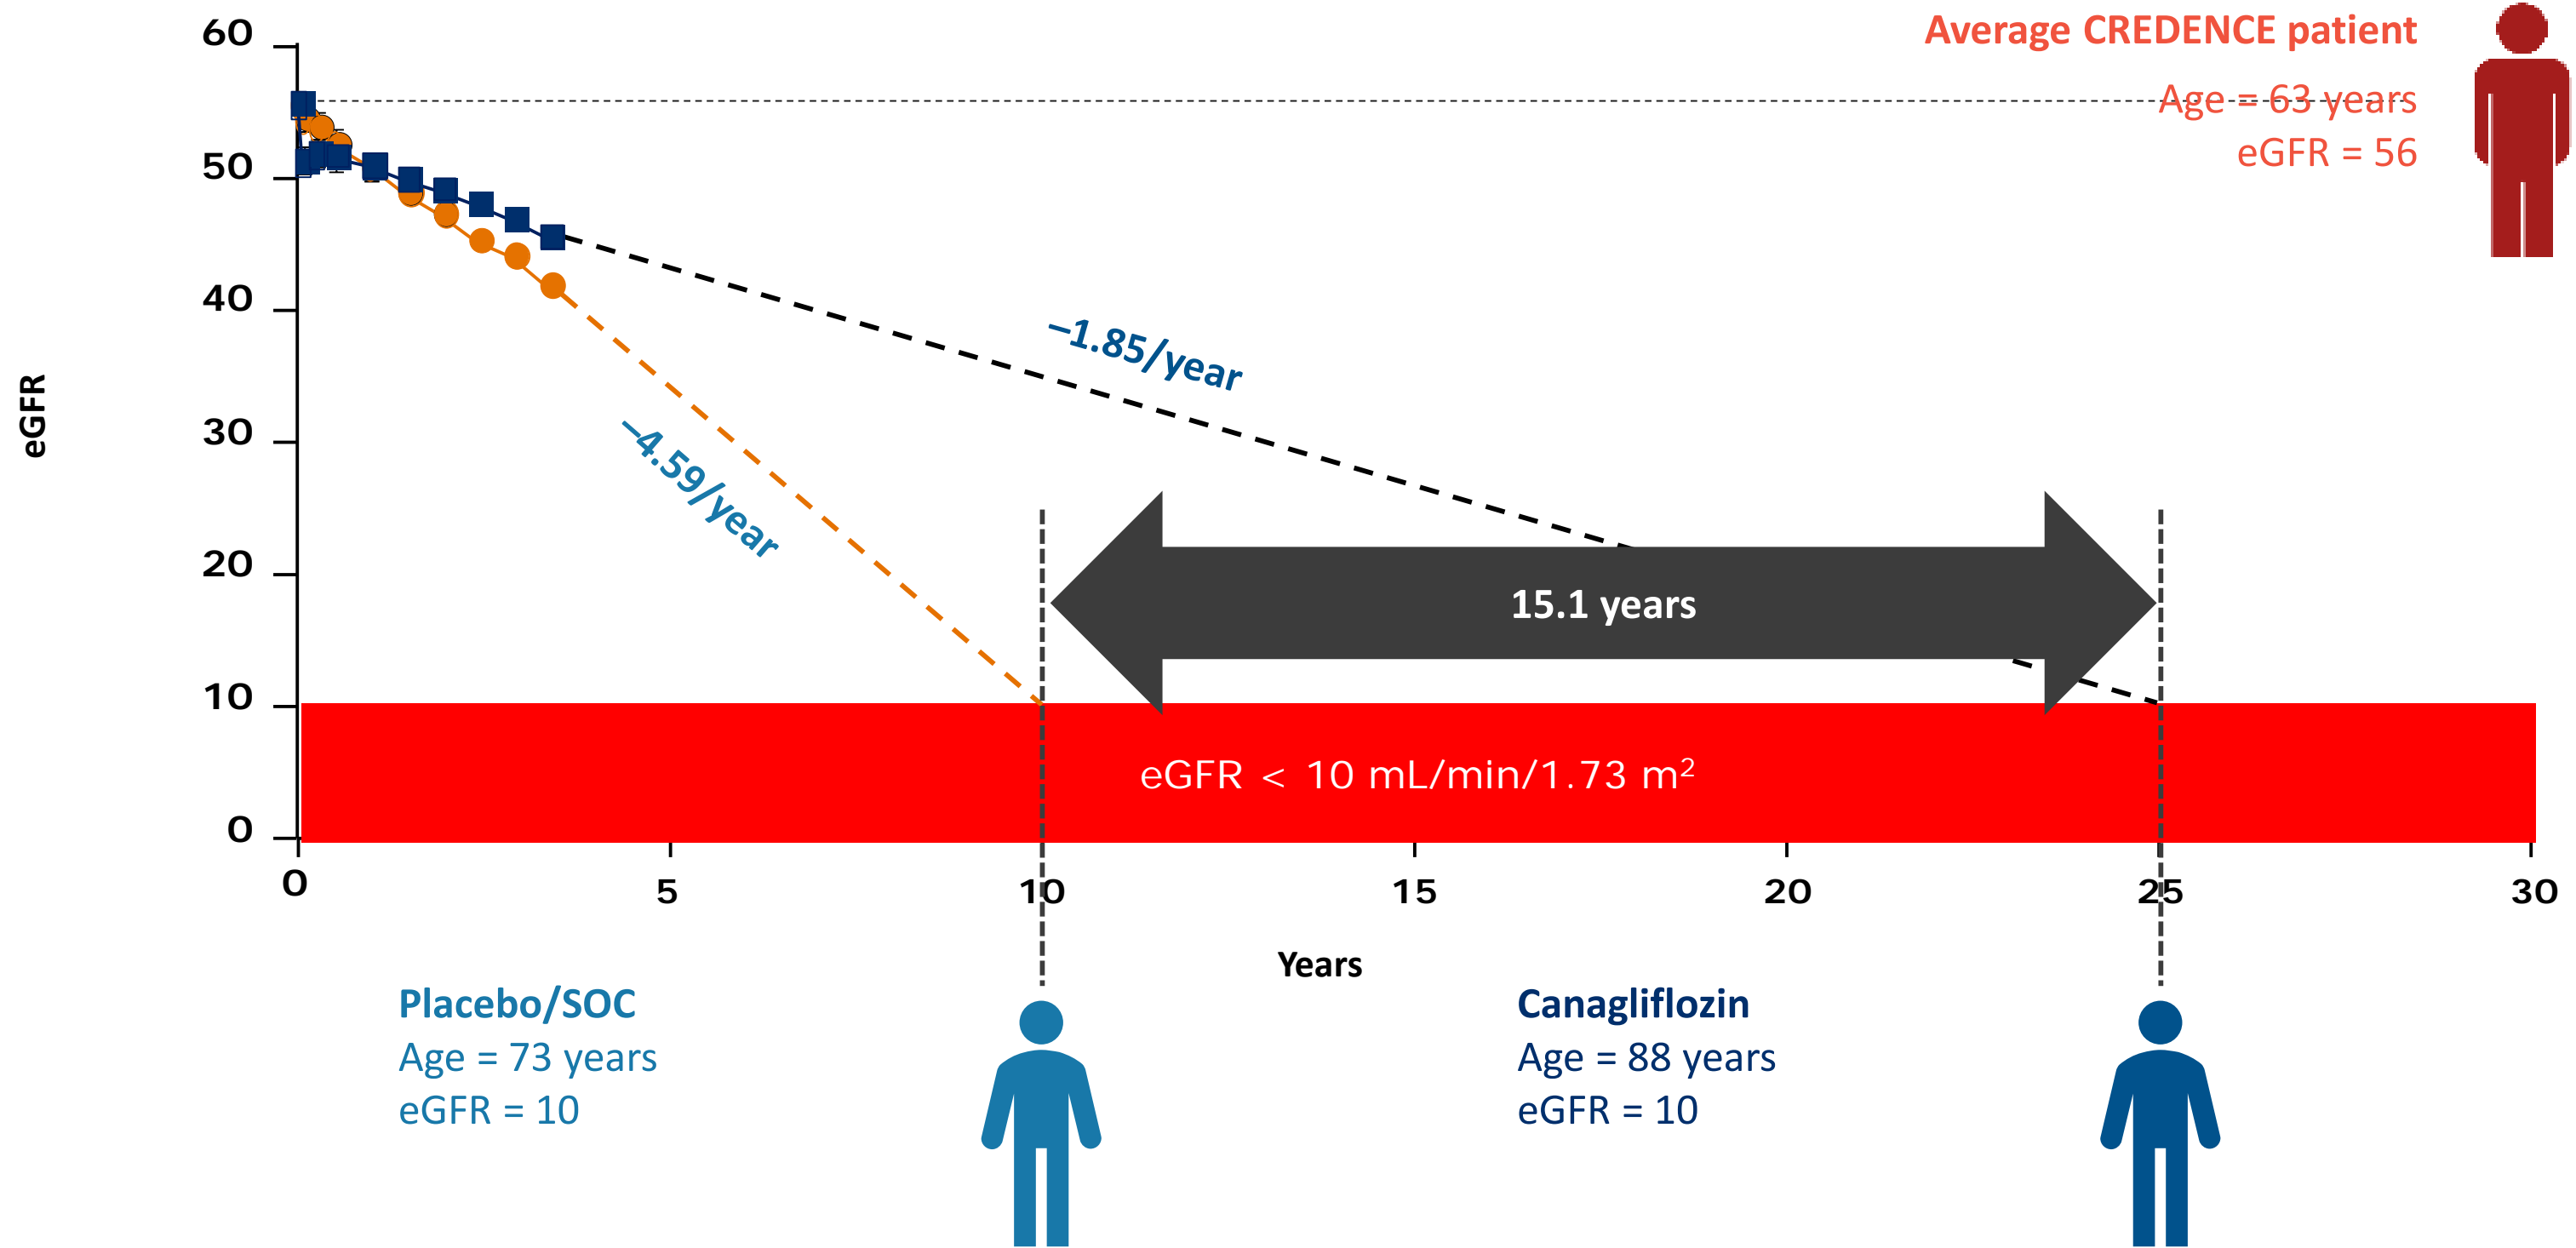 Average CREDENCE patient
Age = 63 years
eGFR = 56
60
50
40
30
20
10
0
eGFR
–1.85/year
–4.59/year
15.1 years
eGFR < 10 mL/min/1.73 m²
0 5 10 15 20 25 30
Years
Placebo/SOC
Age = 73 years
eGFR = 10
Canagliflozin
Age = 88 years
eGFR = 10